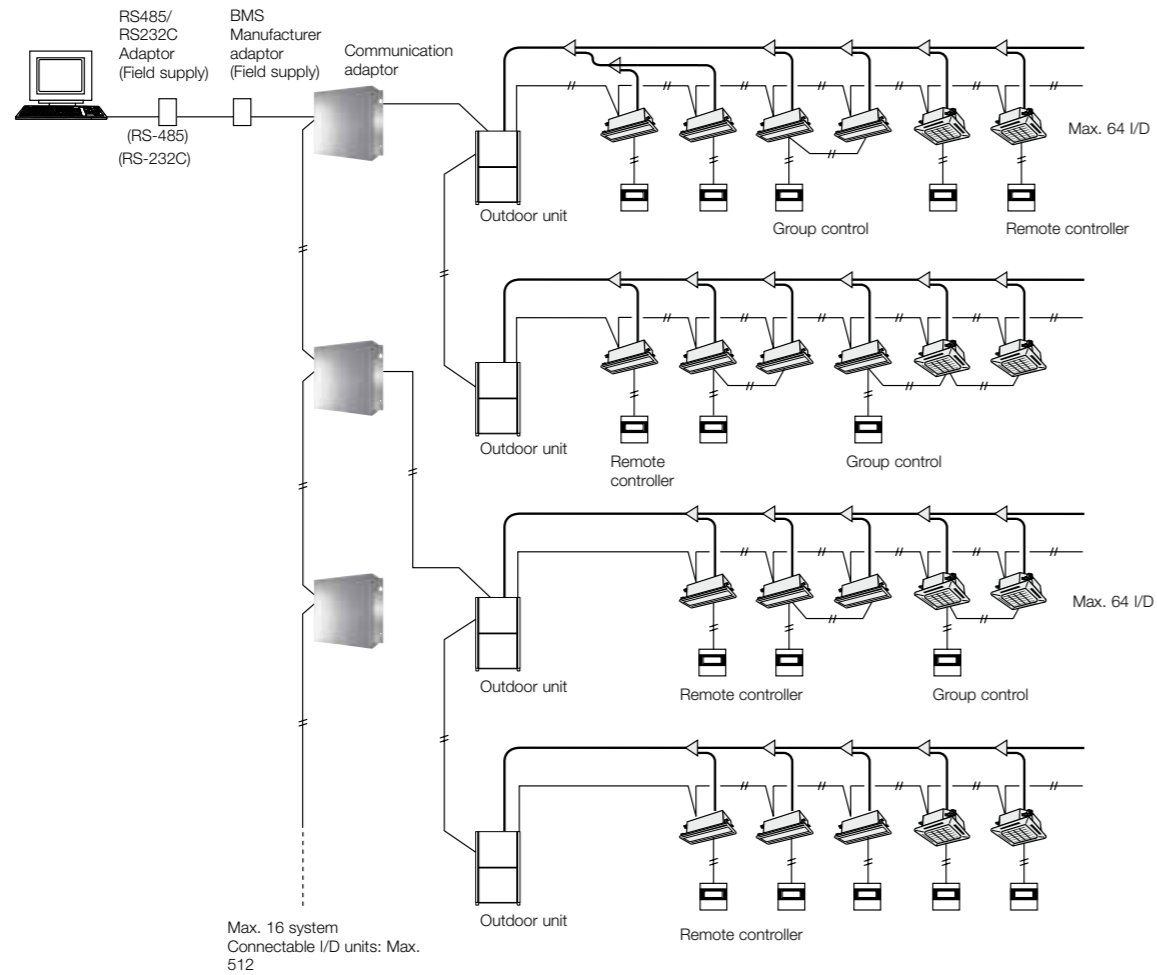 RS485/
RS232C
Adaptor
(Field supply)
BMS
Manufacturer
adaptor
(Field supply)
Communication
adaptor
(RS-485)
(RS-232C)
Max. 64 I/D
Outdoor unit
Group control
Remote controller
Outdoor unit
Remote
controller
Group control
Max. 64 I/D
Outdoor unit
Remote controller
Group control
Outdoor unit
Remote controller
Max. 16 system
Connectable I/D units: Max.
512